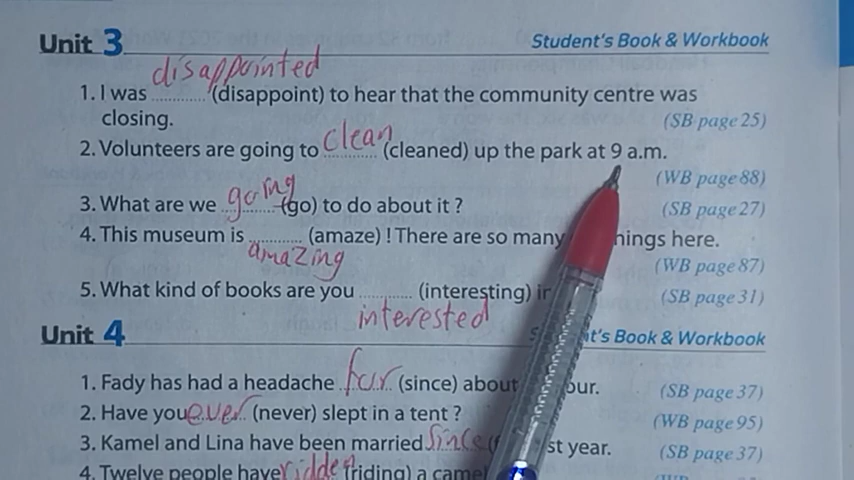 Unit 3 Student's Book & Workbook
disappointed
1. I was ............ (disappoint) to hear that the community centre was
closing. (SB page 25)
clean
2. Volunteers are going to ............ (cleaned) up the park at 9 a.m.
(WB page 88)
going
3. What are we ............ (go) to do about it ? (SB page 27)
4. This museum is ............ (amaze) ! There are so many things here.
amazing
(WB page 87)
5. What kind of books are you ............ (interesting) (SB page 31)
interested
Unit 4 Student's Book & Workbook
1. Fady has had a headache for (since) about (SB page 37)
2. Have you ever (never) slept in a tent ? (WB page 95)
3. Kamel and Lina have been married since st year. (SB page 37)
4. Twelve people have ridden (riding) a camel